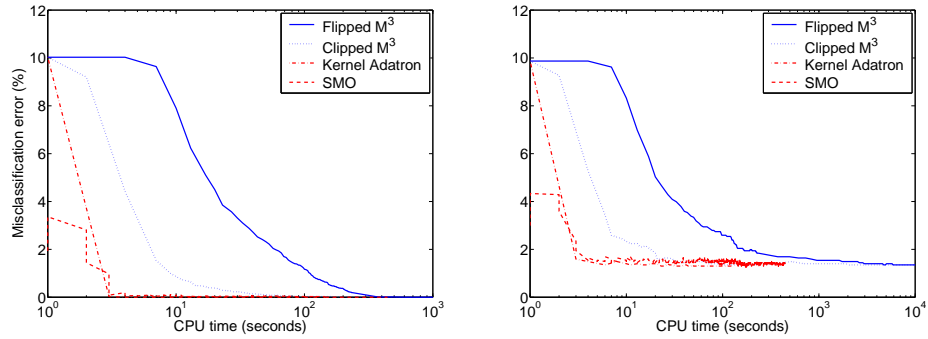 Misclassification error (%)
12
10
8
6
4
2
0
10^0
10^1
10^2
10^3
CPU time (seconds)
Flipped M^3
Clipped M^3
Kernel Adatron
SMO
12
10
8
6
4
2
0
10^0
10^1
10^2
10^3
10^4
CPU time (seconds)
Flipped M^3
Clipped M^3
Kernel Adatron
SMO